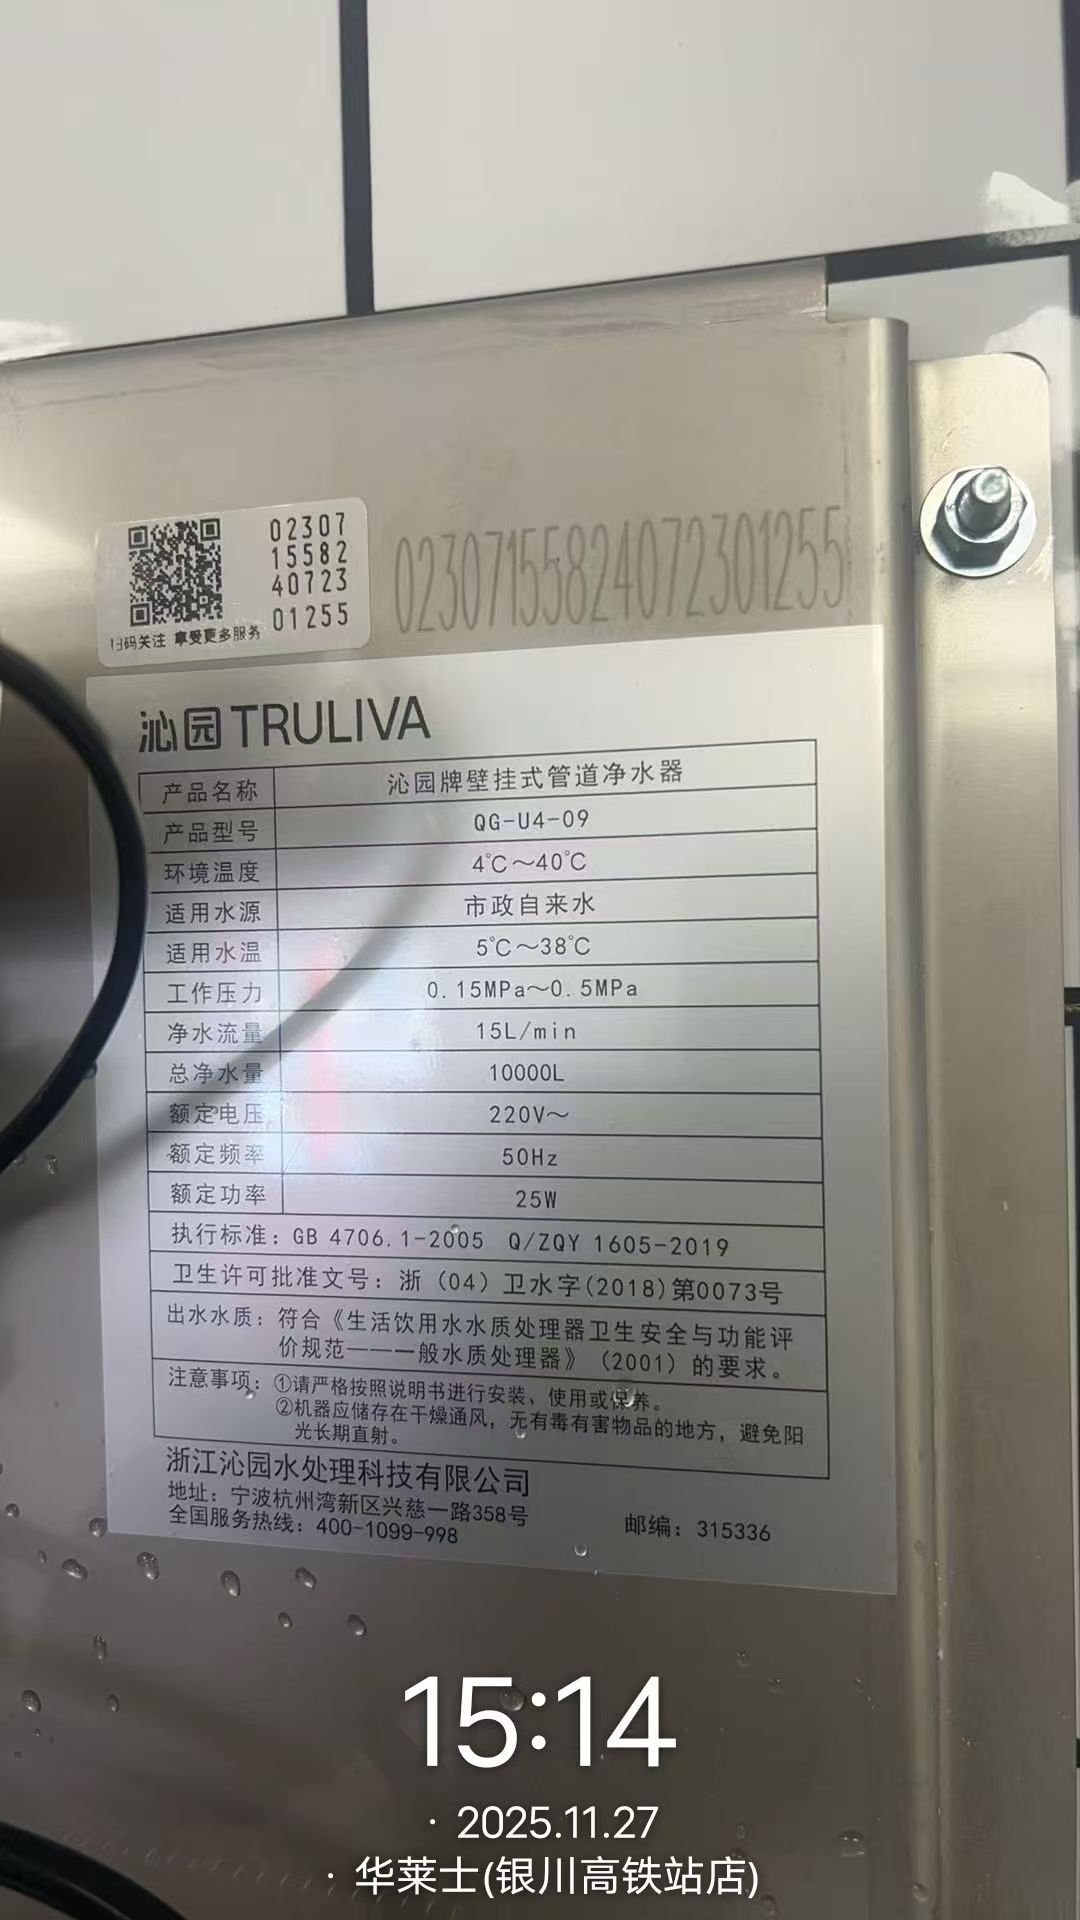 02307
15582
40723
01255
扫码关注 享受更多服务
02307155824072301255
沁园 TRULIVA
产品名称 沁园牌壁挂式管道净水器
产品型号 QG-U4-09
环境温度 4℃～40℃
适用水源 市政自来水
适用水温 5℃～38℃
工作压力 0.15MPa～0.5MPa
净水流量 15L/min
总净水量 10000L
额定电压 220V～
额定频率 50Hz
额定功率 25W
执行标准：GB 4706.1-2005 Q/ZQY 1605-2019
卫生许可批准文号：浙（04）卫水字(2018)第0073号
出水水质：符合《生活饮用水水质处理器卫生安全与功能评
价规范———一般水质处理器》（2001）的要求。
注意事项：①请严格按照说明书进行安装、使用或保养。
②机器应储存在干燥通风，无有毒有害物品的地方，避免阳
光长期直射。
浙江沁园水处理科技有限公司
地址：宁波杭州湾新区兴慈一路358号
全国服务热线：400-1099-998 邮编：315336
15:14
· 2025.11.27
· 华莱士(银川高铁站店)